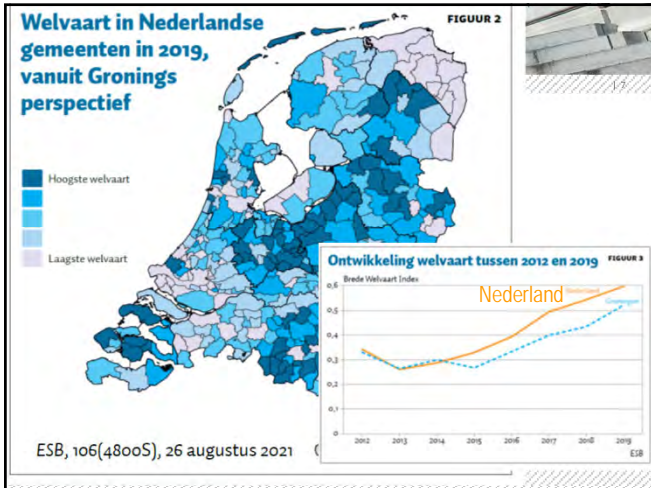 Welvaart in Nederlandse
gemeenten in 2019,
vanuit Gronings
perspectief
FIGUUR 2
Hoogste welvaart
Laagste welvaart
Ontwikkeling welvaart tussen 2012 en 2019
FIGUUR 3
Brede Welvaart Index
Nederland
Nederland
Groningen
0,6
0,5
0,4
0,3
0,2
0,1
0
2012 2013 2014 2015 2016 2017 2018 2019
ESB
ESB, 106(4800S), 26 augustus 2021